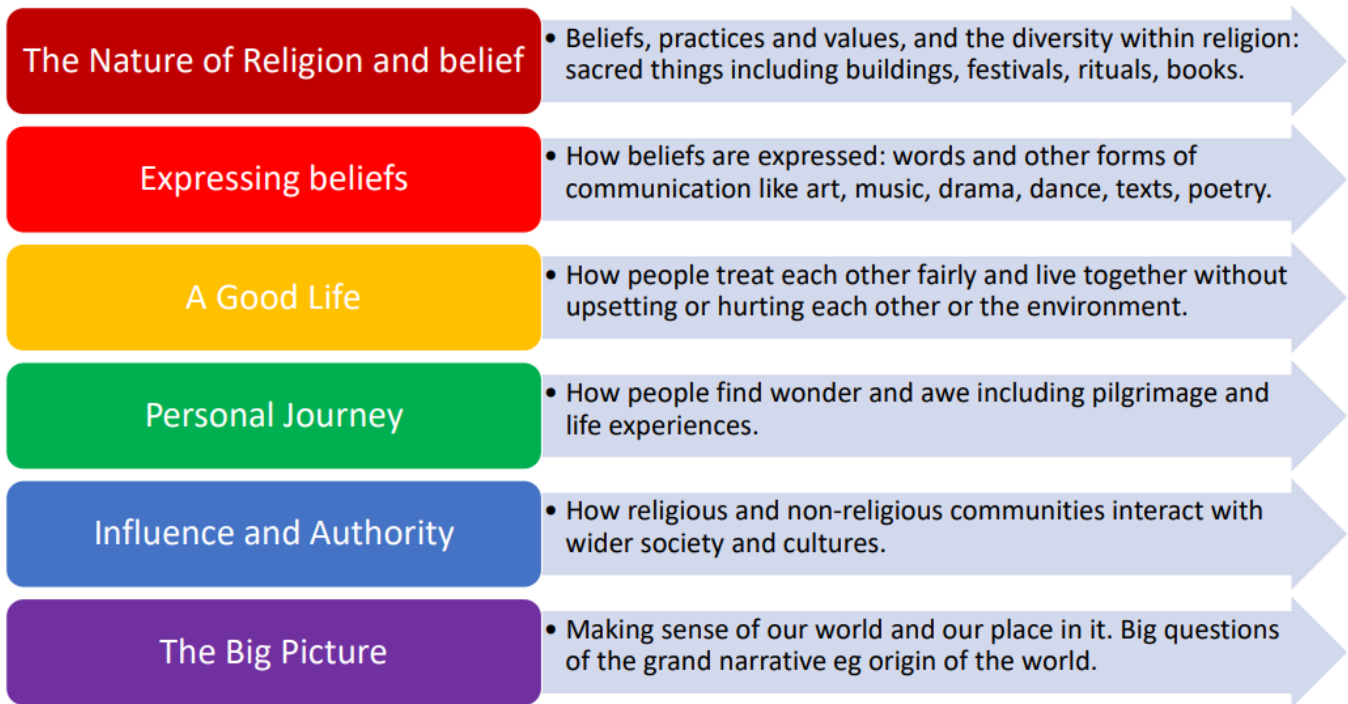 The Nature of Religion and belief
• Beliefs, practices and values, and the diversity within religion:
sacred things including buildings, festivals, rituals, books.
Expressing beliefs
• How beliefs are expressed: words and other forms of
communication like art, music, drama, dance, texts, poetry.
A Good Life
• How people treat each other fairly and live together without
upsetting or hurting each other or the environment.
Personal Journey
• How people find wonder and awe including pilgrimage and
life experiences.
Influence and Authority
• How religious and non-religious communities interact with
wider society and cultures.
The Big Picture
• Making sense of our world and our place in it. Big questions
of the grand narrative eg origin of the world.